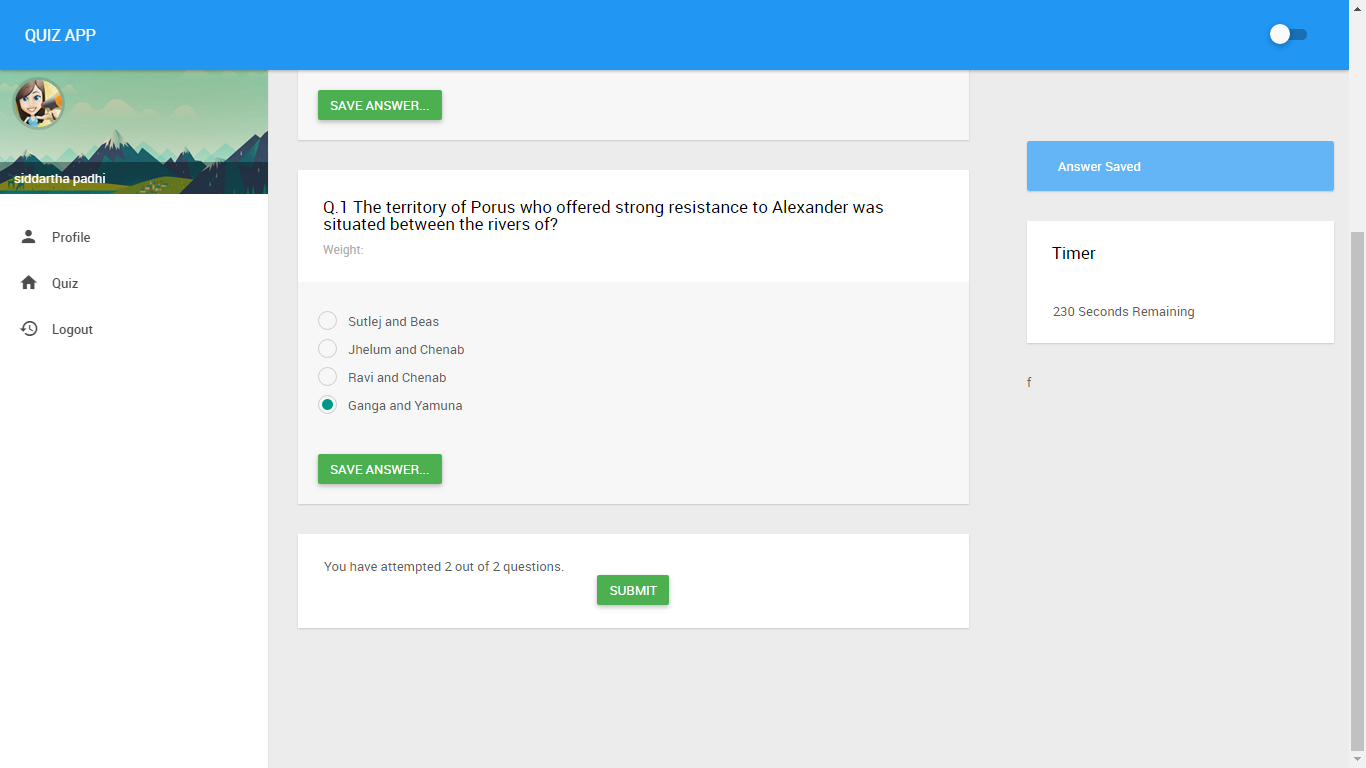 QUIZ APP
siddartha padhi
Profile
Quiz
Logout
SAVE ANSWER...
Q.1 The territory of Porus who offered strong resistance to Alexander was
situated between the rivers of?
Weight:
Sutlej and Beas
Jhelum and Chenab
Ravi and Chenab
Ganga and Yamuna
SAVE ANSWER...
You have attempted 2 out of 2 questions.
SUBMIT
Answer Saved
Timer
230 Seconds Remaining
f